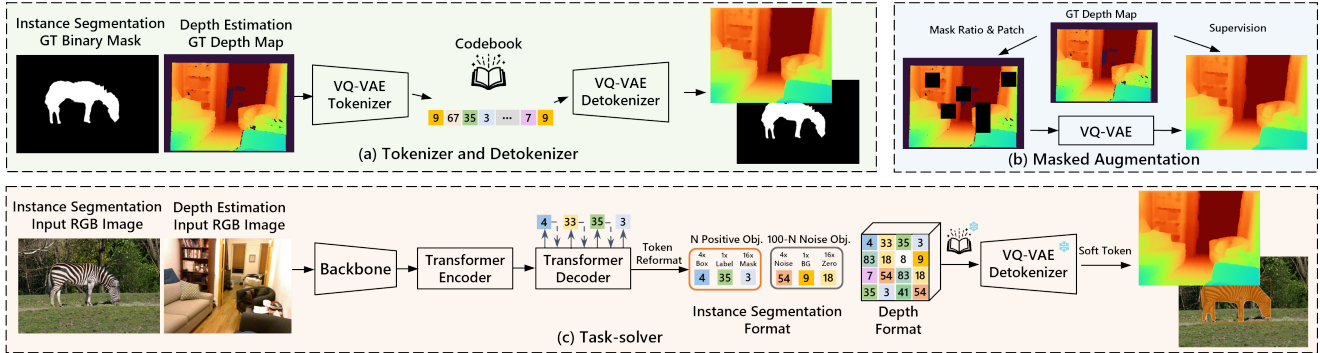 Instance Segmentation
GT Binary Mask
Depth Estimation
GT Depth Map
VQ-VAE
Tokenizer
Codebook
9 67 35 3 ... 7 9
VQ-VAE
Detokenizer
(a) Tokenizer and Detokenizer
GT Depth Map
Mask Ratio & Patch
Supervision
VQ-VAE
(b) Masked Augmentation
Instance Segmentation
Input RGB Image
Depth Estimation
Input RGB Image
Backbone
Transformer
Encoder
4 33 35 3
Transformer
Decoder
Token
Reformat
N Positive Obj.
4x 1x 16x
Box Label Mask
4 35 3
100-N Noise Obj.
4x 1x 16x
Noise BG Zero
54 9 18
Instance Segmentation
Format
4 33 35 3
83 18 8 9
7 54 83 18
35 3 41 54
Depth
Format
VQ-VAE
Detokenizer
Soft Token
(c) Task-solver